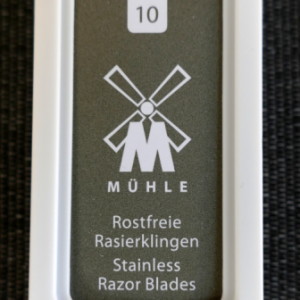 10
M
MÜHLE
Rostfreie
Rasierklingen
Stainless
Razor Blades